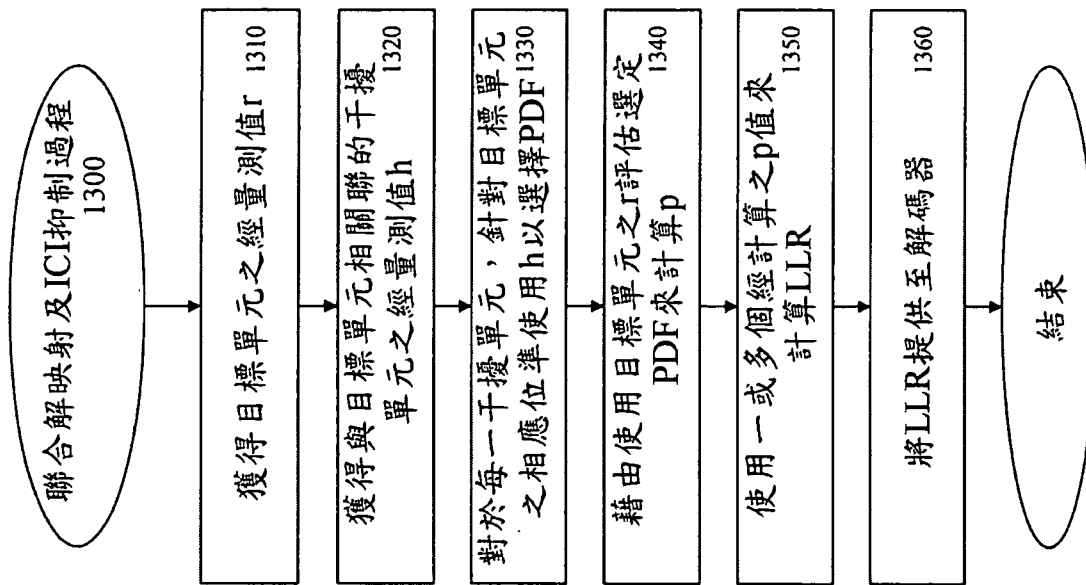 聯合解映射及ICI抑制過程
1300
獲得目標單元之經量測值r
1310
獲得與目標單元相關聯的干擾
單元之經量測值h
1320
對於每一干擾單元，針對目標單元
之相應位準使用h以選擇PDF
1330
藉由使用目標單元之r評估選定
PDF來計算p
1340
使用一或多個經計算之p值來
計算LLR
1350
將LLR提供至解碼器
1360
結束